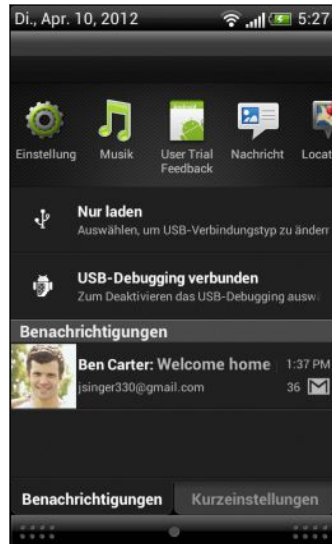 Di., Apr. 10, 2012 5:27
Einstellung Musik User Trial Feedback Nachricht Locat
Nur laden
Auswählen, um USB-Verbindungstyp zu änderr
USB-Debugging verbunden
Zum Deaktivieren das USB-Debugging ausw
Benachrichtigungen
Ben Carter: Welcome home 1:37 PM
jsinger330@gmail.com 36
Benachrichtigungen Kurzeinstellungen